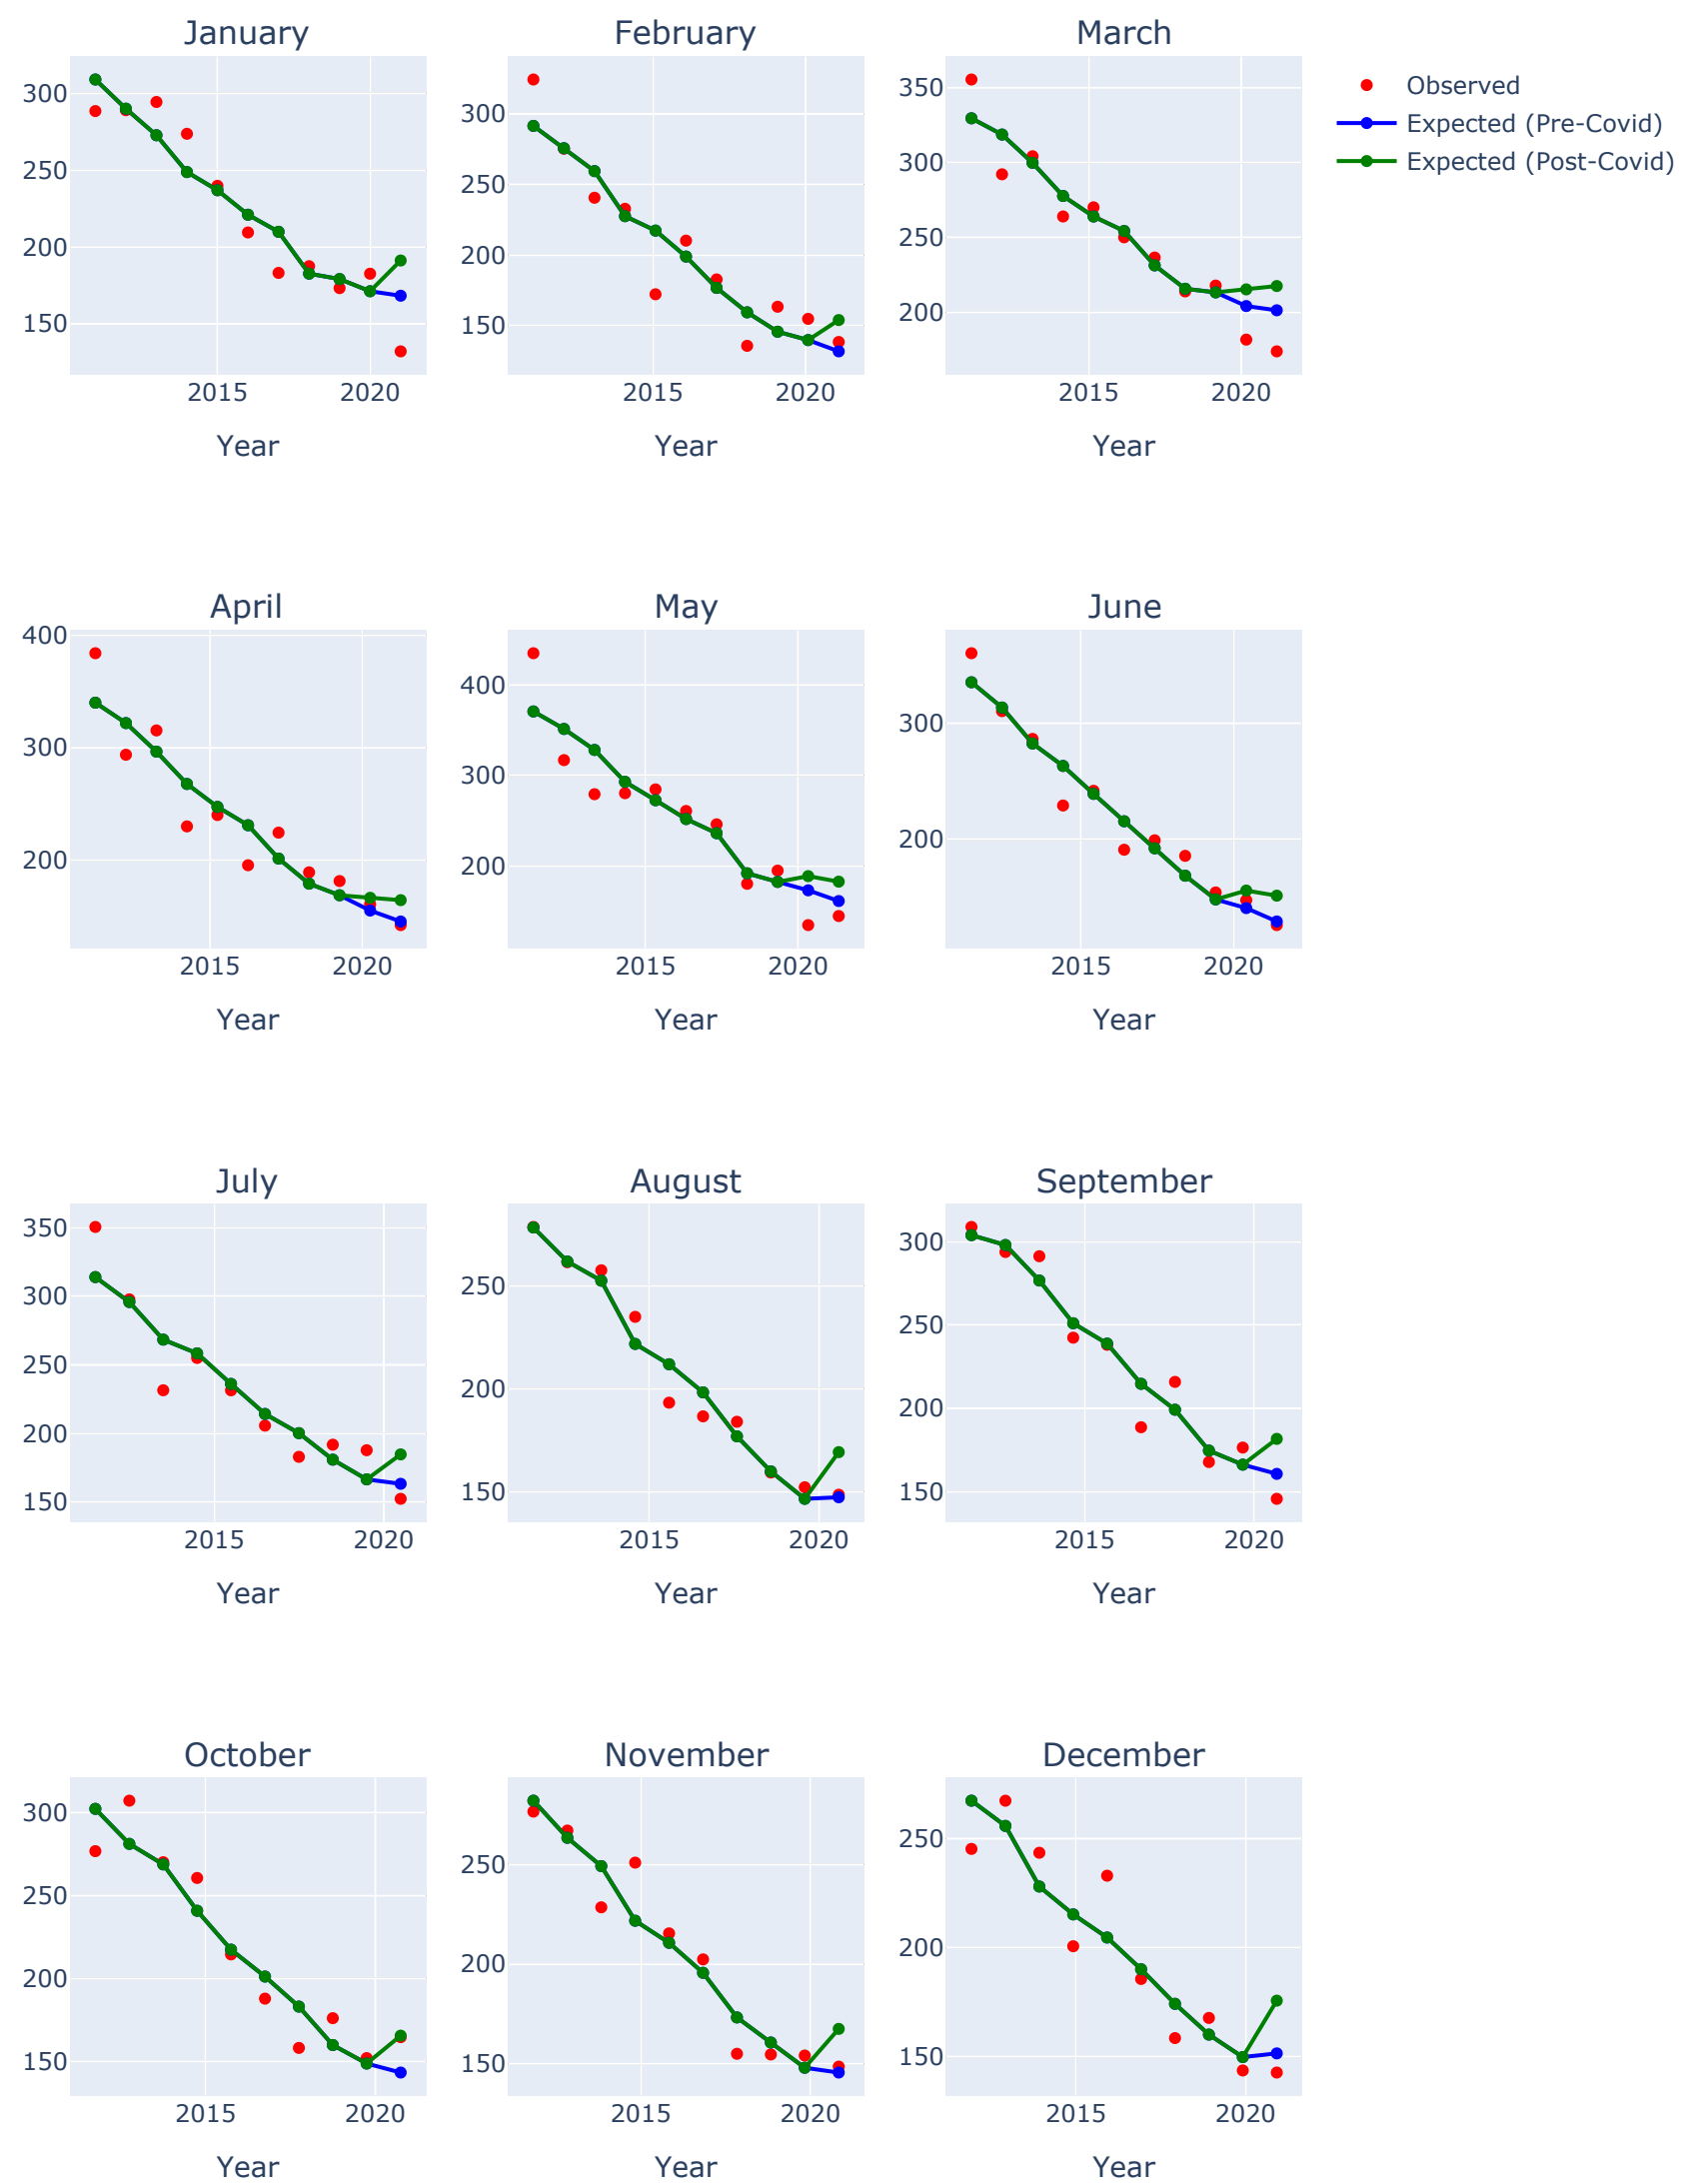 January February March
300
250
200
150
2015 2020
Year
300
250
200
150
2015 2020
Year
350
300
250
200
2015 2020
Year
Observed
Expected (Pre-Covid)
Expected (Post-Covid)
April May June
400
300
200
2015 2020
Year
400
300
200
2015 2020
Year
300
200
2015 2020
Year
July August September
350
300
250
200
150
2015 2020
Year
250
200
150
2015 2020
Year
300
250
200
150
2015 2020
Year
October November December
300
250
200
150
2015 2020
Year
250
200
150
2015 2020
Year
250
200
150
2015 2020
Year